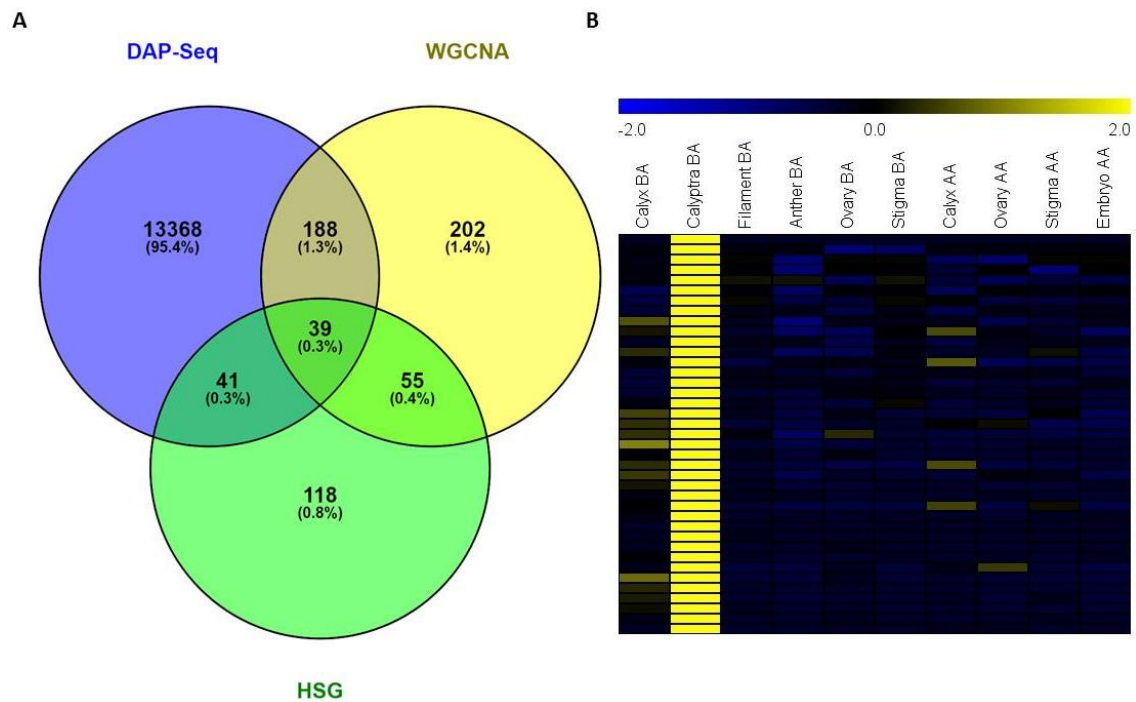 A
B
DAP-Seq
WGCNA
13368
(95.4%)
188
(1.3%)
202
(1.4%)
39
(0.3%)
41
(0.3%)
55
(0.4%)
118
(0.8%)
HSG
-2.0
0.0
2.0
Calyx BA
Calyptra BA
Filament BA
Anther BA
Ovary BA
Stigma BA
Calyx AA
Ovary AA
Stigma AA
Embryo AA